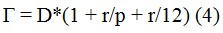 Γ = D*(1 + r/p + r/12) (4)